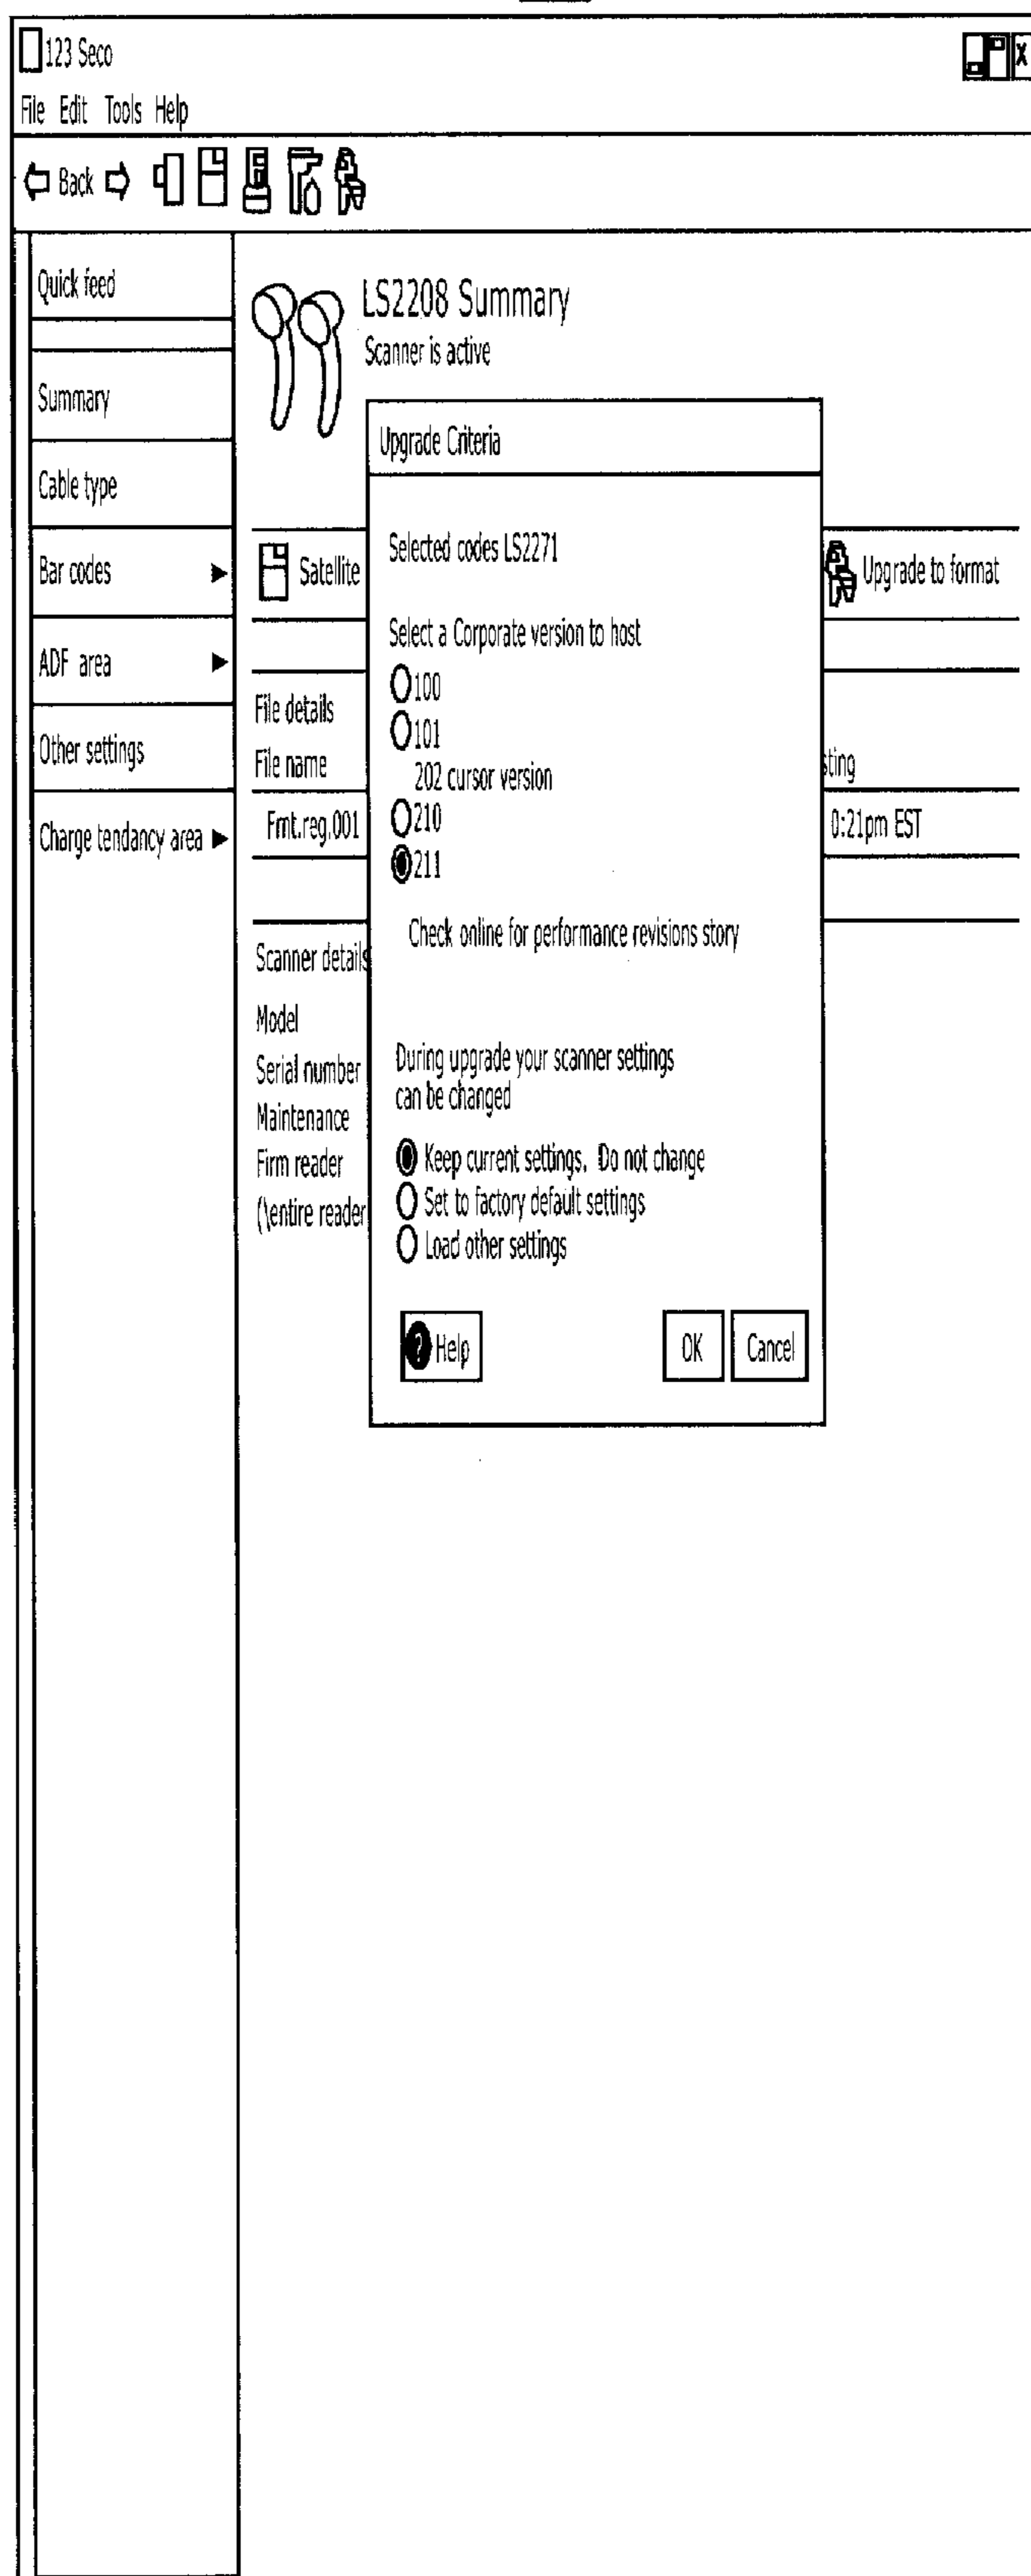 123 Seco
X
File Edit Tools Help
Back
Quick feed
Summary
Cable type
Bar codes
ADF area
Other settings
Charge tendancy area
LS2208 Summary
Scanner is active
Satellite
Upgrade to format
File details
File name
sting
Frnt.reg.001
0:21pm EST
Scanner details
Model
Serial number
Maintenance
Firm reader
(\entire reader
Upgrade Criteria
Selected codes LS2271
Select a Corporate version to host
100
101
202 cursor version
210
211
Check online for performance revisions story
During upgrade your scanner settings
can be changed
Keep current settings. Do not change
Set to factory default settings
Load other settings
? Help
OK
Cancel